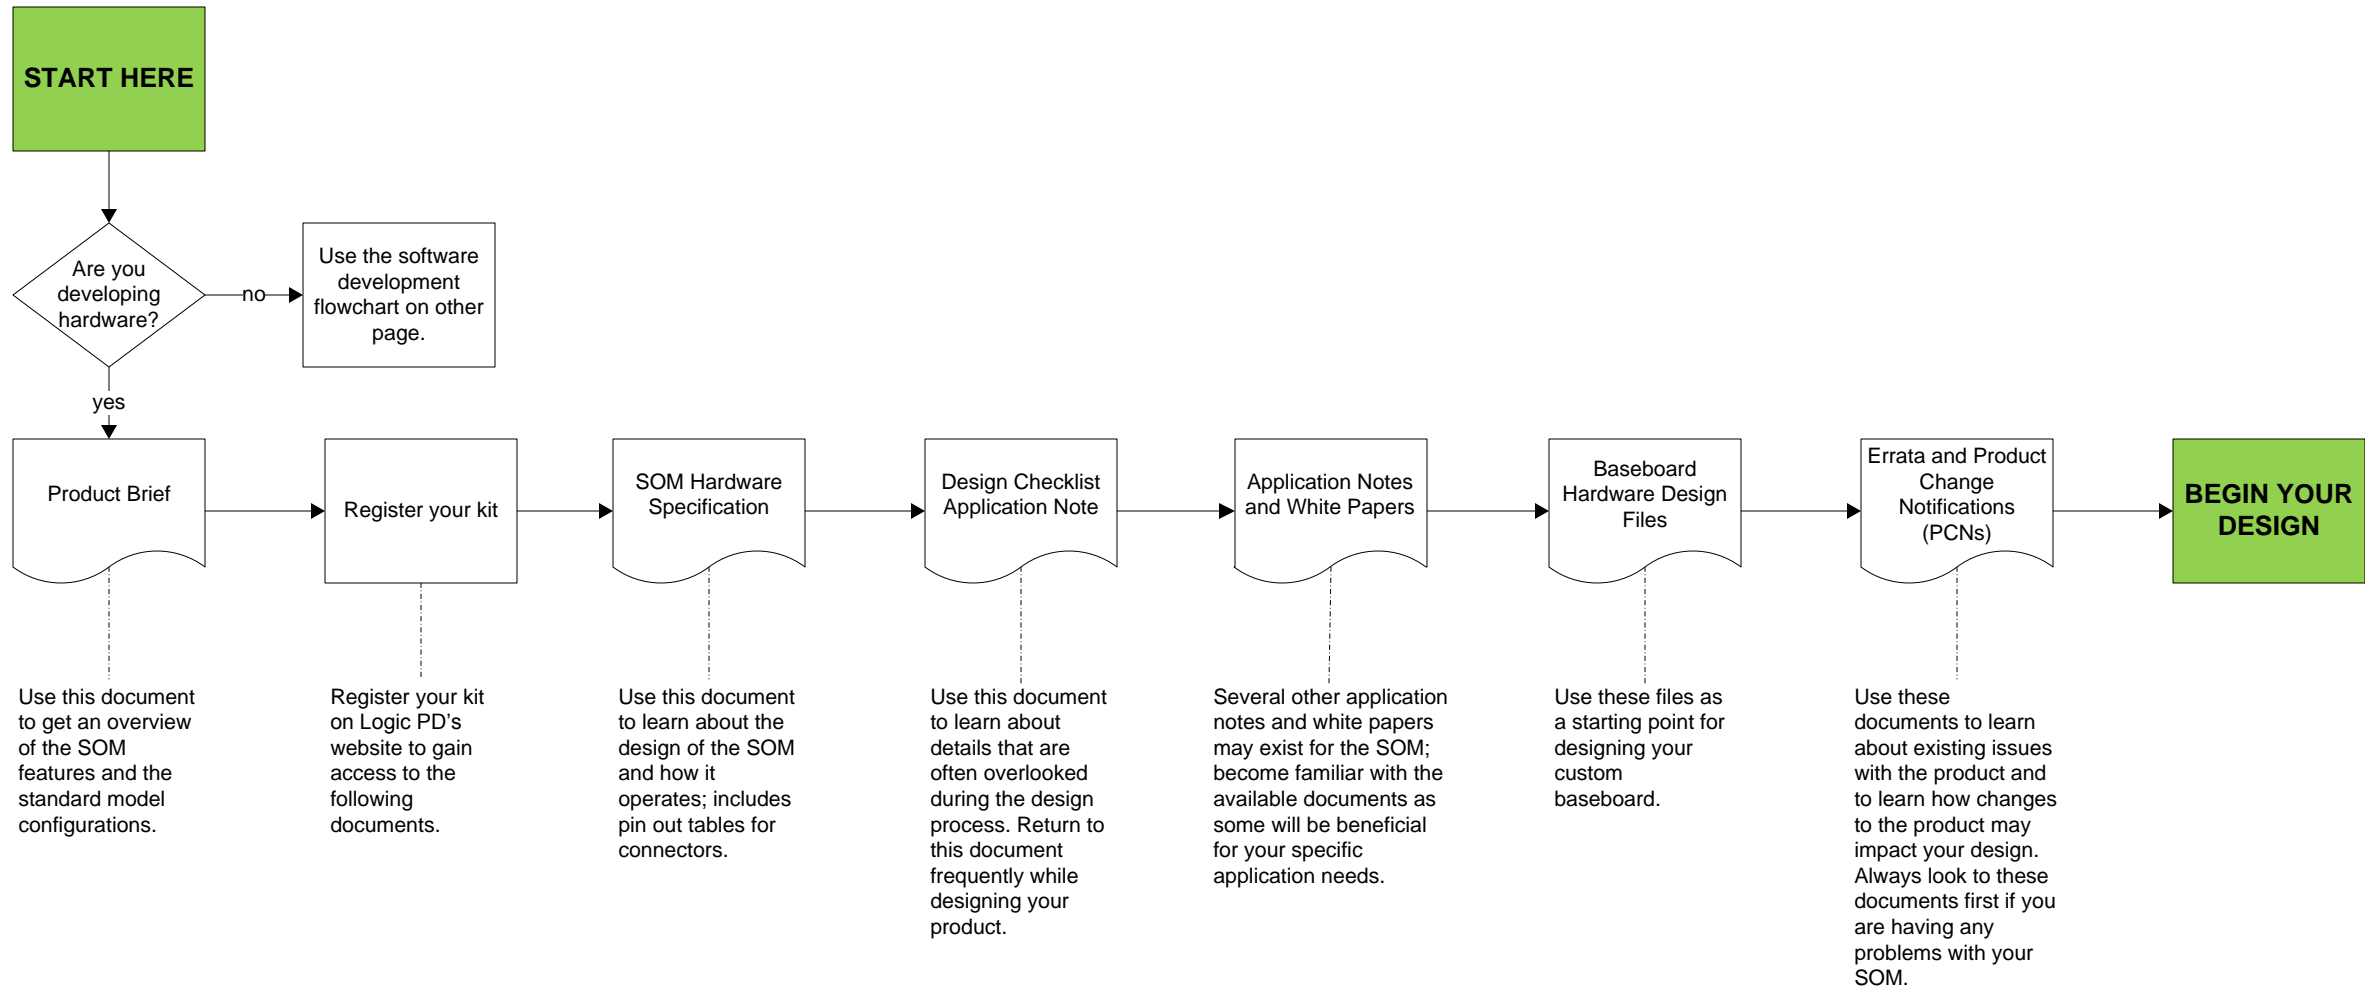 START HERE
Are you
developing
hardware?
no
Use the software
development
flowchart on other
page.
yes
Product Brief
Register your kit
SOM Hardware
Specification
Design Checklist
Application Note
Application Notes
and White Papers
Baseboard
Hardware Design
Files
Errata and Product
Change
Notifications
(PCNs)
BEGIN YOUR
DESIGN
Use this document
to get an overview
of the SOM
features and the
standard model
configurations.
Register your kit
on Logic PD’s
website to gain
access to the
following
documents.
Use this document
to learn about the
design of the SOM
and how it
operates; includes
pin out tables for
connectors.
Use this document
to learn about
details that are
often overlooked
during the design
process. Return to
this document
frequently while
designing your
product.
Several other application
notes and white papers
may exist for the SOM;
become familiar with the
available documents as
some will be beneficial
for your specific
application needs.
Use these files as
a starting point for
designing your
custom
baseboard.
Use these
documents to learn
about existing issues
with the product and
to learn how changes
to the product may
impact your design.
Always look to these
documents first if you
are having any
problems with your
SOM.